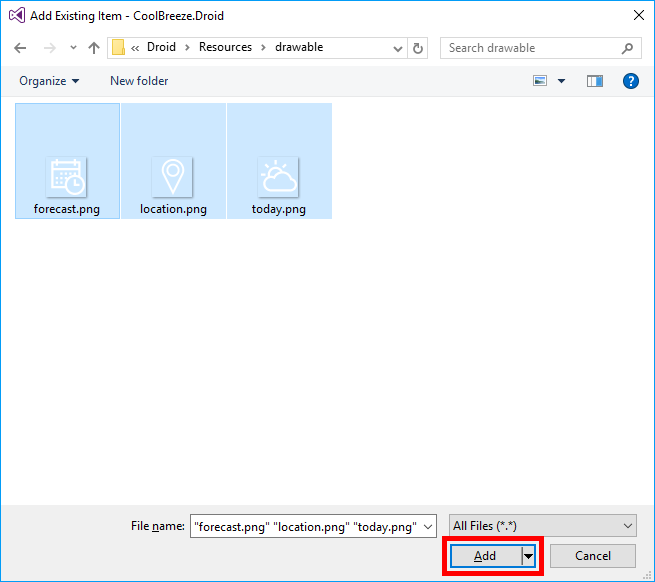 Add Existing Item - CoolBreeze.Droid
« Droid > Resources > drawable
Search drawable
Organize
New folder
?
forecast.png
location.png
today.png
File name:
"forecast.png" "location.png" "today.png"
All Files (*.*)
Add
Cancel